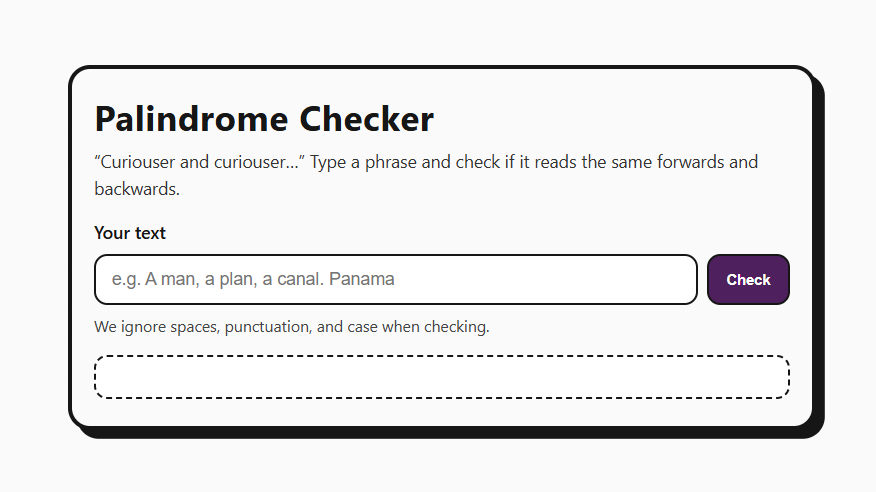 Palindrome Checker
“Curiouser and curiouser…” Type a phrase and check if it reads the same forwards and
backwards.
Your text
e.g. A man, a plan, a canal. Panama
Check
We ignore spaces, punctuation, and case when checking.